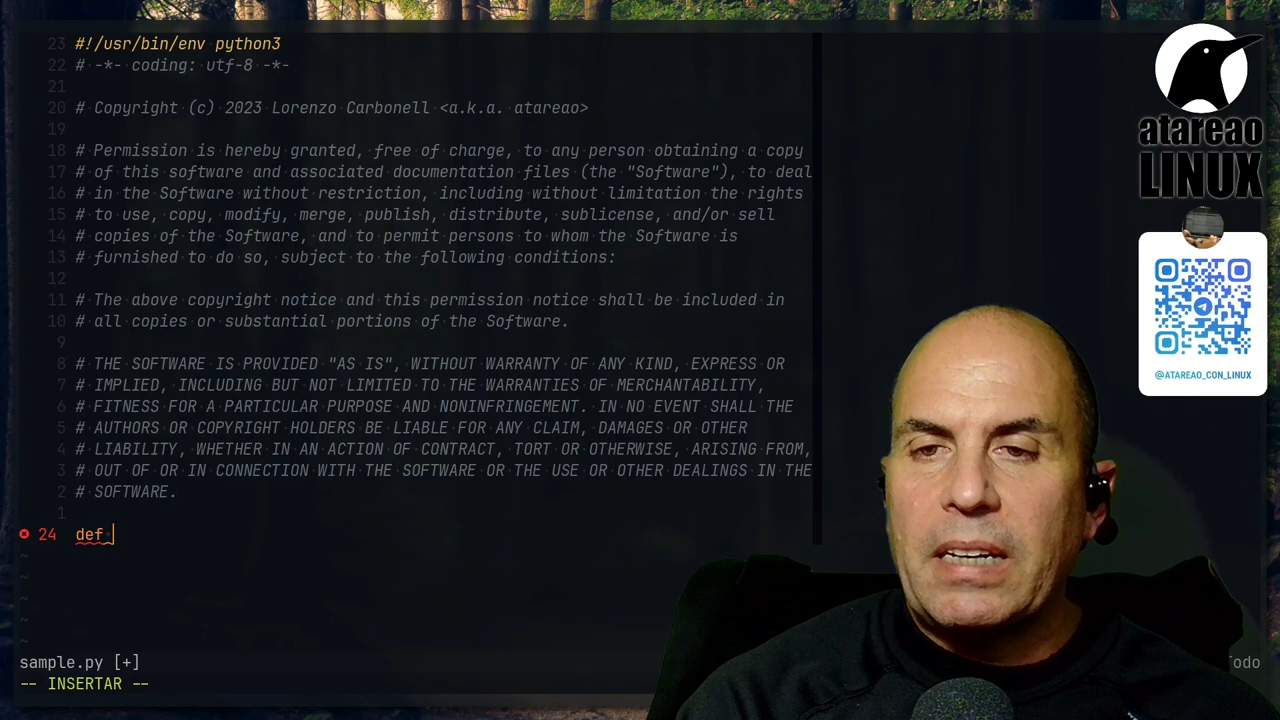 23 #!/usr/bin/env python3
22 # -*- coding: utf-8 -*-
21
20 # Copyright (c) 2023 Lorenzo Carbonell <a.k.a. atareao>
19
18 # Permission is hereby granted, free of charge, to any person obtaining a copy
17 # of this software and associated documentation files (the "Software"), to deal
16 # in the Software without restriction, including without limitation the rights
15 # to use, copy, modify, merge, publish, distribute, sublicense, and/or sell
14 # copies of the Software, and to permit persons to whom the Software is
13 # furnished to do so, subject to the following conditions:
12
11 # The above copyright notice and this permission notice shall be included in
10 # all copies or substantial portions of the Software.
9
8 # THE SOFTWARE IS PROVIDED "AS IS", WITHOUT WARRANTY OF ANY KIND, EXPRESS OR
7 # IMPLIED, INCLUDING BUT NOT LIMITED TO THE WARRANTIES OF MERCHANTABILITY,
6 # FITNESS FOR A PARTICULAR PURPOSE AND NONINFRINGEMENT. IN NO EVENT SHALL THE
5 # AUTHORS OR COPYRIGHT HOLDERS BE LIABLE FOR ANY CLAIM, DAMAGES OR OTHER
4 # LIABILITY, WHETHER IN AN ACTION OF CONTRACT, TORT OR OTHERWISE, ARISING FROM,
3 # OUT OF OR IN CONNECTION WITH THE SOFTWARE OR THE USE OR OTHER DEALINGS IN THE
2 # SOFTWARE.
1
24 def
sample.py [+]
Todo
-- INSERTAR --
atareao
LINUX
@ATAREAO_CON_LINUX